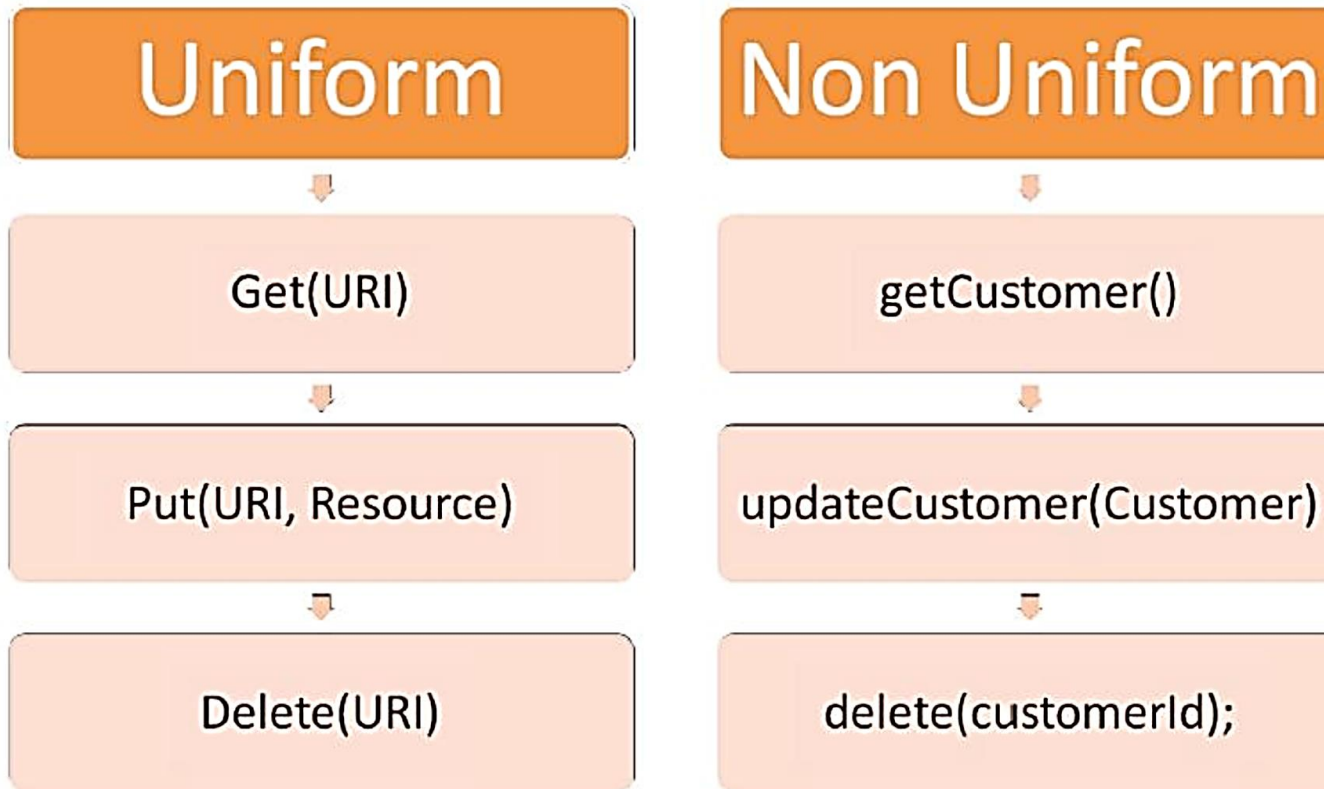 Uniform
Get(URI)
Put(URI, Resource)
Delete(URI)
Non Uniform
getCustomer()
updateCustomer(Customer)
delete(customerId);